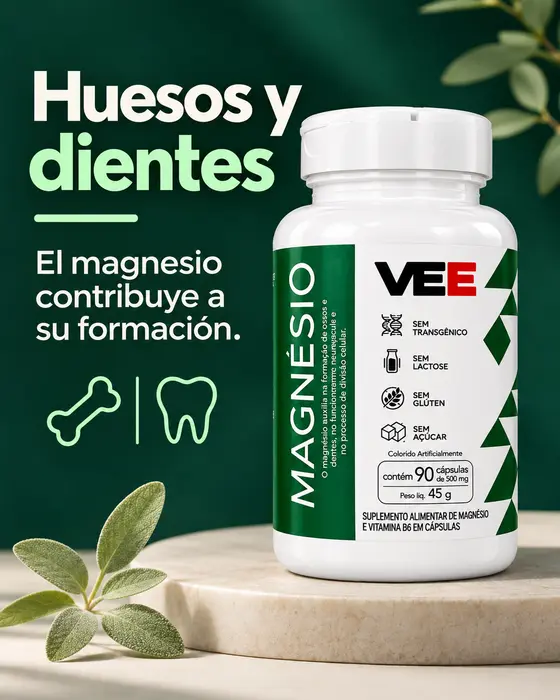 Huesos y
dientes
El magnesio
contribuye a
su formación.
MAGNÉSIO
O magnésio auxilia na formação de ossos e
dentes, no funcionamento neuromuscular e
no processo de divisão celular.
VEE
SEM
TRANSGÊNICO
SEM
LACTOSE
SEM
GLÚTEN
SEM
AÇÚCAR
Colorido Artificialmente
contém 90 cápsulas
de 500 mg
Peso líq. 45 g
SUPLEMENTO ALIMENTAR DE MAGNÉSIO
E VITAMINA B6 EM CÁPSULAS